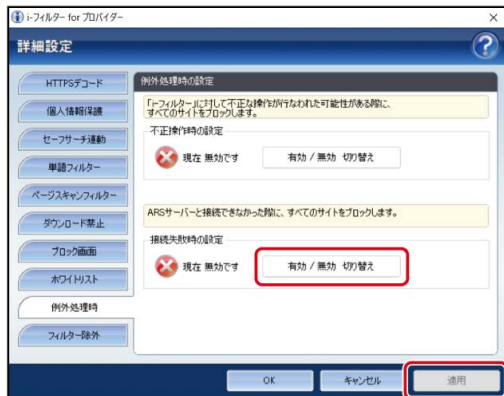 i-フィルター for プロバイダー
詳細設定
?
HTTPSデコード
個人情報保護
セーフサーチ連動
単語フィルター
ページスキャンフィルター
ダウンロード禁止
ブロック画面
ホワイトリスト
例外処理時
フィルター除外
例外処理時の設定
「i-フィルター」に対して不正な操作が行なわれた可能性がある際に、
すべてのサイトをブロックします。
不正操作時の設定
現在 無効です
有効 / 無効 切り替え
ARSサーバーと接続できなかった際に、すべてのサイトをブロックします。
接続失敗時の設定
現在 無効です
有効 / 無効 切り替え
OK
キャンセル
適用